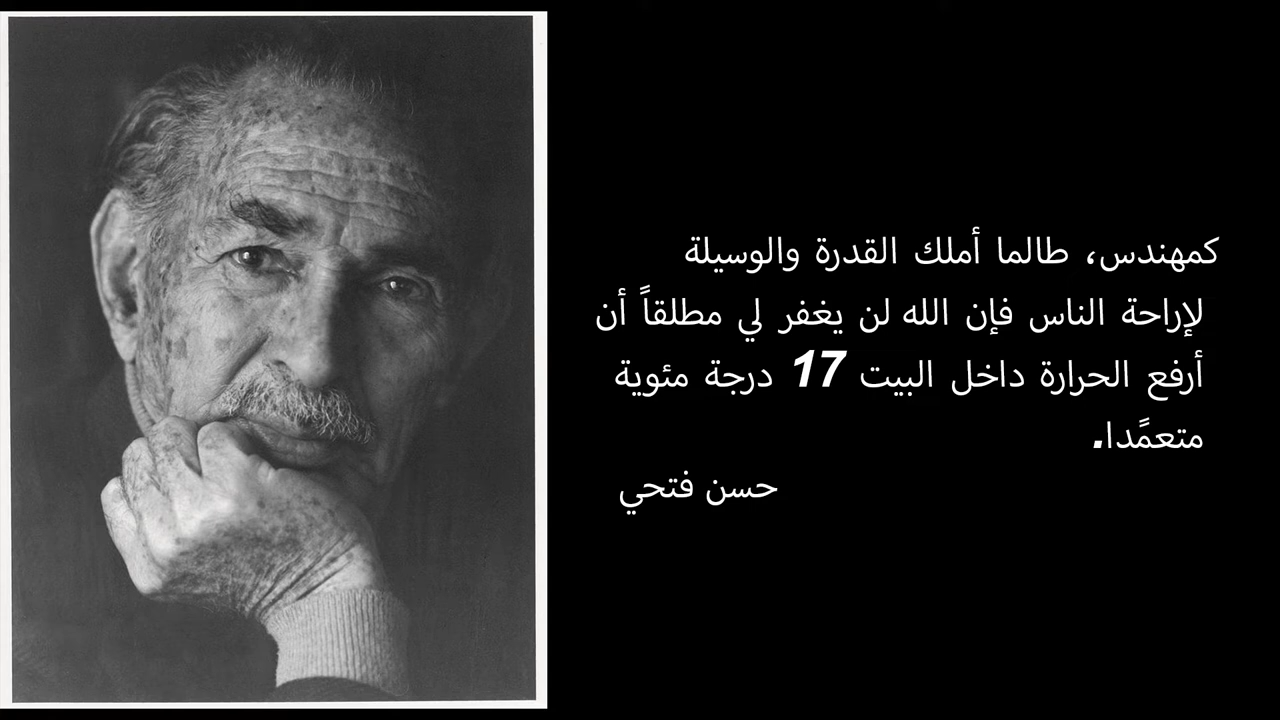 كمهندس، طالما أملك القدرة والوسيلة
لإراحة الناس فإن الله لن يغفر لي مطلقاً أن
أرفع الحرارة داخل البيت 17 درجة مئوية
متعمًدا.
حسن فتحي